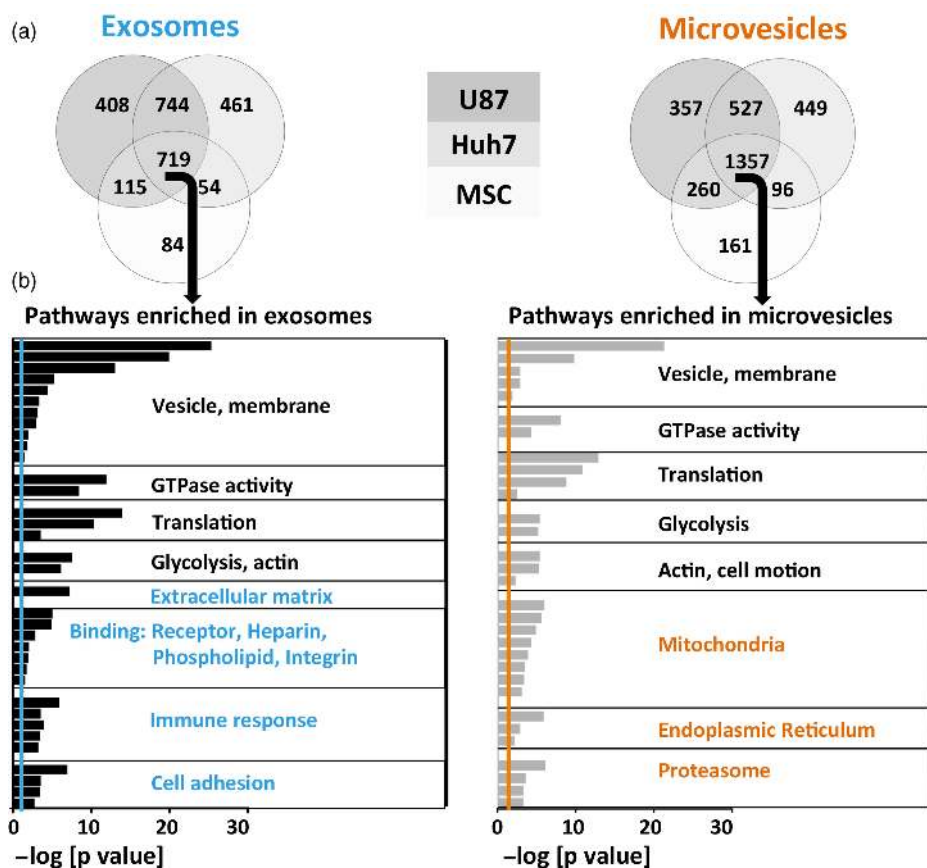 (a)
Exosomes
Microvesicles
408 744 461
719
115 54
84
U87
Huh7
MSC
357 527 449
1357
260 96
161
(b)
Pathways enriched in exosomes
Vesicle, membrane
GTPase activity
Translation
Glycolysis, actin
Extracellular matrix
Binding: Receptor, Heparin,
Phospholipid, Integrin
Immune response
Cell adhesion
0 10 20 30
–log [p value]
Pathways enriched in microvesicles
Vesicle, membrane
GTPase activity
Translation
Glycolysis
Actin, cell motion
Mitochondria
Endoplasmic Reticulum
Proteasome
0 10 20 30
–log [p value]